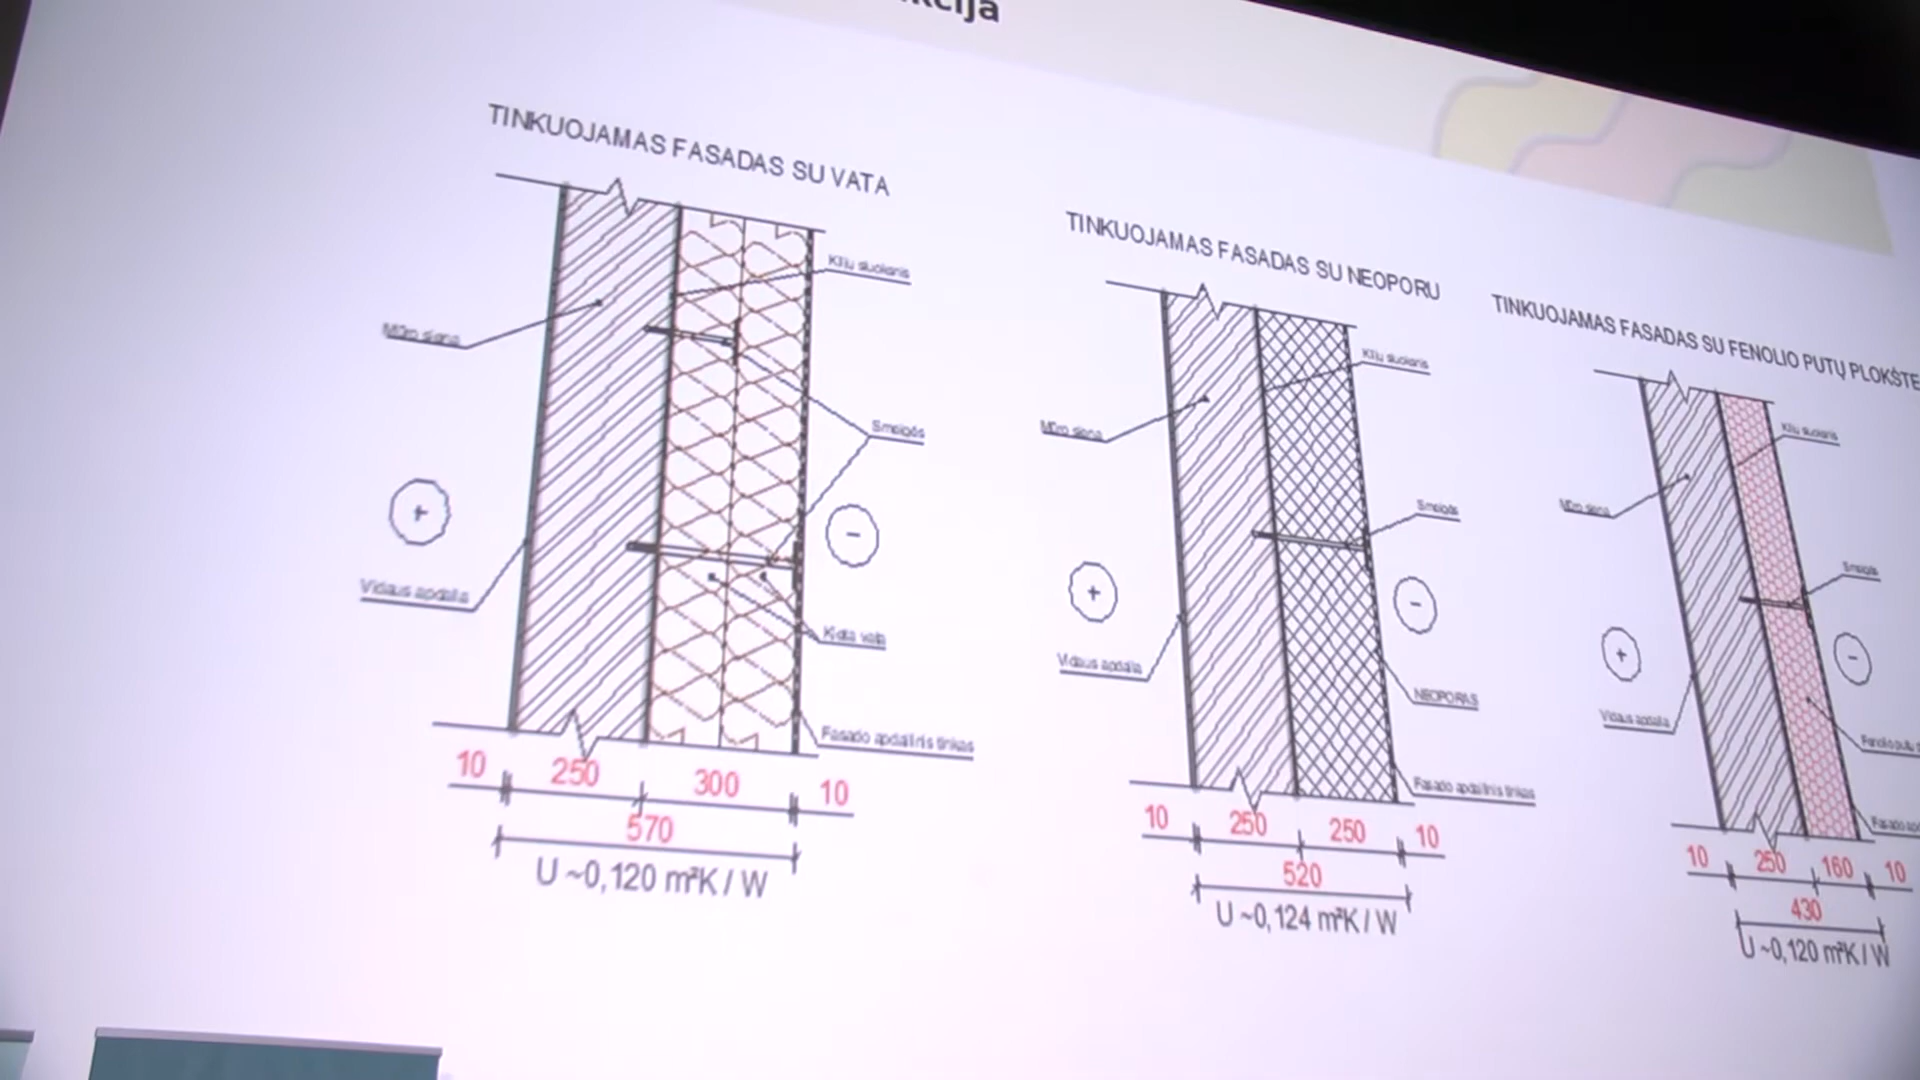 kcija
TINKUOJAMAS FASADAS SU VATA
Klijų sluoksnis
Mūro siena
Smeigės
+
-
Vidaus apdaila
Kieta vata
Fasado apdailinis tinkas
10 250 300 10
570
U ~0,120 m²K / W
TINKUOJAMAS FASADAS SU NEOPORU
Klijų sluoksnis
Mūro siena
Smeigės
+
-
Vidaus apdaila
NEOPORAS
Fasado apdailinis tinkas
10 250 250 10
520
U ~0,124 m²K / W
TINKUOJAMAS FASADAS SU FENOLIO PUTŲ PLOKŠTE
Klijų sluoksnis
Mūro siena
Smeigės
+
-
Vidaus apdaila
Fenolio putų
10 250 160 10
430
U ~0,120 m²K / W